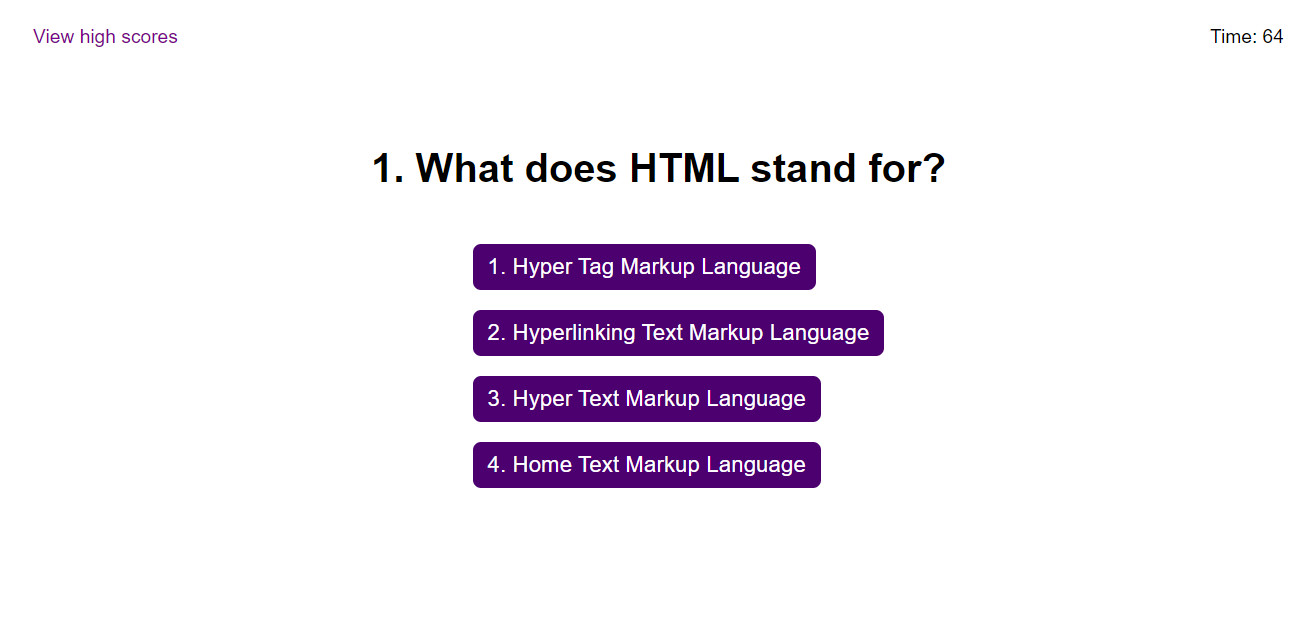 View high scores
Time: 64
1. What does HTML stand for?
1. Hyper Tag Markup Language
2. Hyperlinking Text Markup Language
3. Hyper Text Markup Language
4. Home Text Markup Language